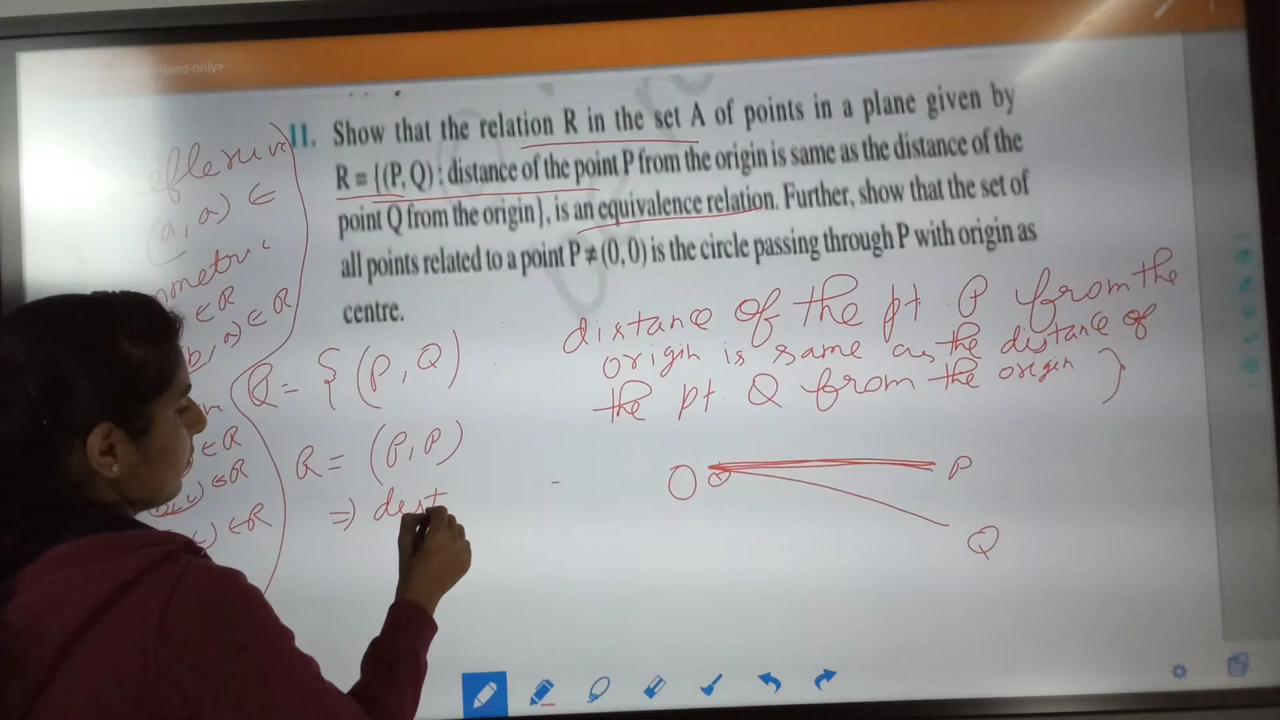 <Read-only>
11. Show that the relation R in the set A of points in a plane given by
R = {(P, Q) : distance of the point P from the origin is same as the distance of the
point Q from the origin}, is an equivalence relation. Further, show that the set of
all points related to a point P ≠ (0, 0) is the circle passing through P with origin as
centre.
(a, a) ∈
∈ R
, a) ∈ R
∈ R
∈ R
) ∈ R
R = { (P, Q)
distance of the pt. P from the
origin is same as the distance of
the pt. Q from the origin. }
R = (P, P)
⇒ dist
O P
Q